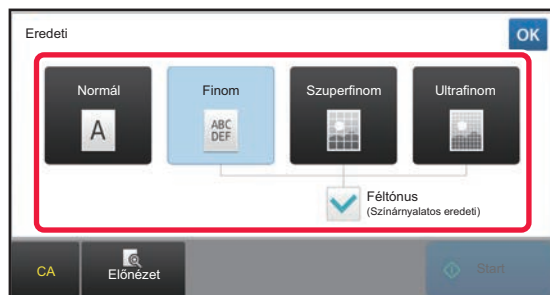 Eredeti
OK
Normál
Finom
Szuperfinom
Ultrafinom
A
ABC
DEF
Féltónus
(Színárnyalatos eredeti)
CA
Előnézet
Start